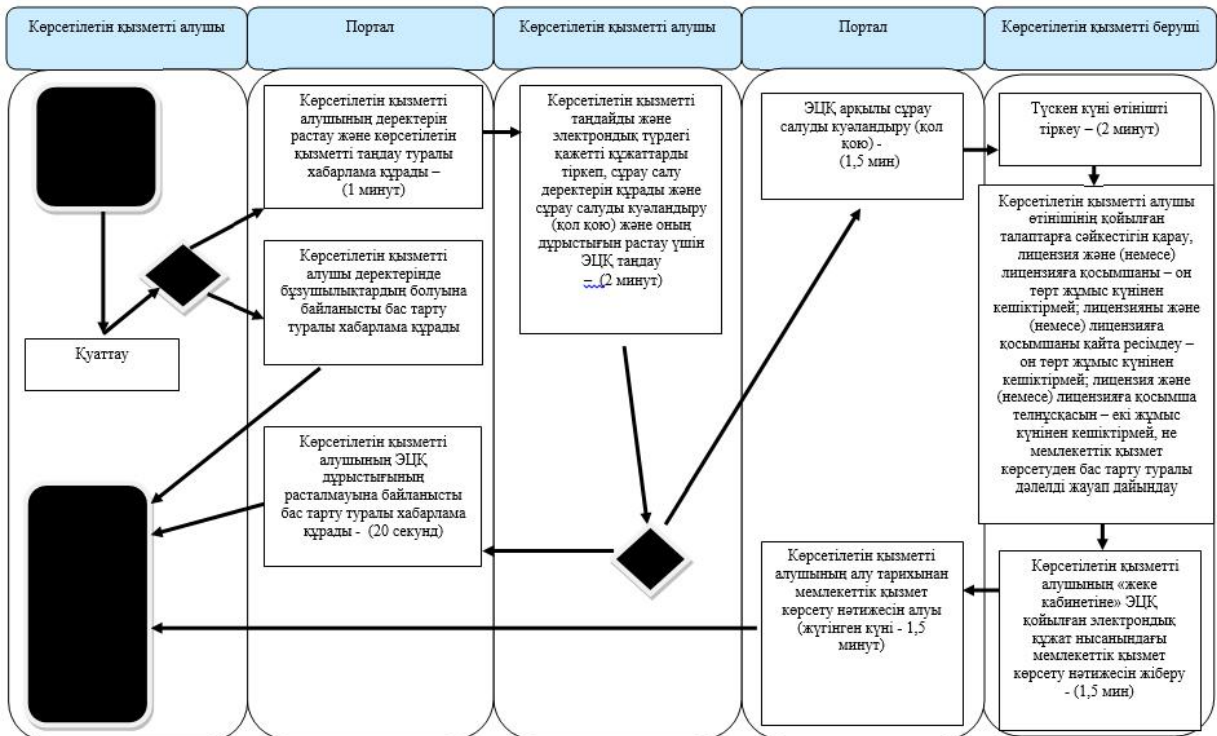 Көрсетілетін қызметті алушы
Портал
Көрсетілетін қызметті алушы
Портал
Көрсетілетін қызметті беруші
Қуаттау
Көрсетілетін қызметті
алушының деректерін
растау және көрсетілетін
қызметті таңдау туралы
хабарлама құрады –
(1 минут)
Көрсетілетін қызметті
алушы деректерінде
бұзушылықтардың болуына
байланысты бас тарту
туралы хабарлама құрады
Көрсетілетін қызметті
алушының ЭЦҚ
дұрыстығының
расталмауына байланысты
бас тарту туралы хабарлама
құрады - (20 секунд)
Көрсетілетін қызметті
таңдайды және
электрондық түрдегі
қажетті құжаттарды
тіркеп, сұрау салу
деректерін құрады және
сұрау салуды куәландыру
(қол қою) және оның
дұрыстығын растау үшін
ЭЦҚ таңдау
– (2 минут)
ЭЦҚ арқылы сұрау
салуды куәландыру (қол
қою) -
(1,5 мин)
Көрсетілетін қызметті
алушының алу тарихынан
мемлекеттік қызмет
көрсету нәтижесін алуы
(жүгінген күні - 1,5
минут)
Түскен күні өтінішті
тіркеу – (2 минут)
Көрсетілетін қызметті алушы
өтінішінің қойылған
талаптарға сәйкестігін қарау,
лицензия және (немесе)
лицензияға қосымшаны – он
төрт жұмыс күнінен
кешіктірмей; лицензияны және
(немесе) лицензияға
қосымшаны қайта ресімдеу –
он төрт жұмыс күнінен
кешіктірмей; лицензия және
(немесе) лицензияға қосымша
телнұсқасын – екі жұмыс
күнінен кешіктірмей, не
мемлекеттік қызмет
көрсетуден бас тарту туралы
дәлелді жауап дайындау
Көрсетілетін қызметті
алушының «жеке
кабинетіне» ЭЦҚ
қойылған электрондық
құжат нысанындағы
мемлекеттік қызмет
көрсету нәтижесін жіберу
- (1,5 мин)